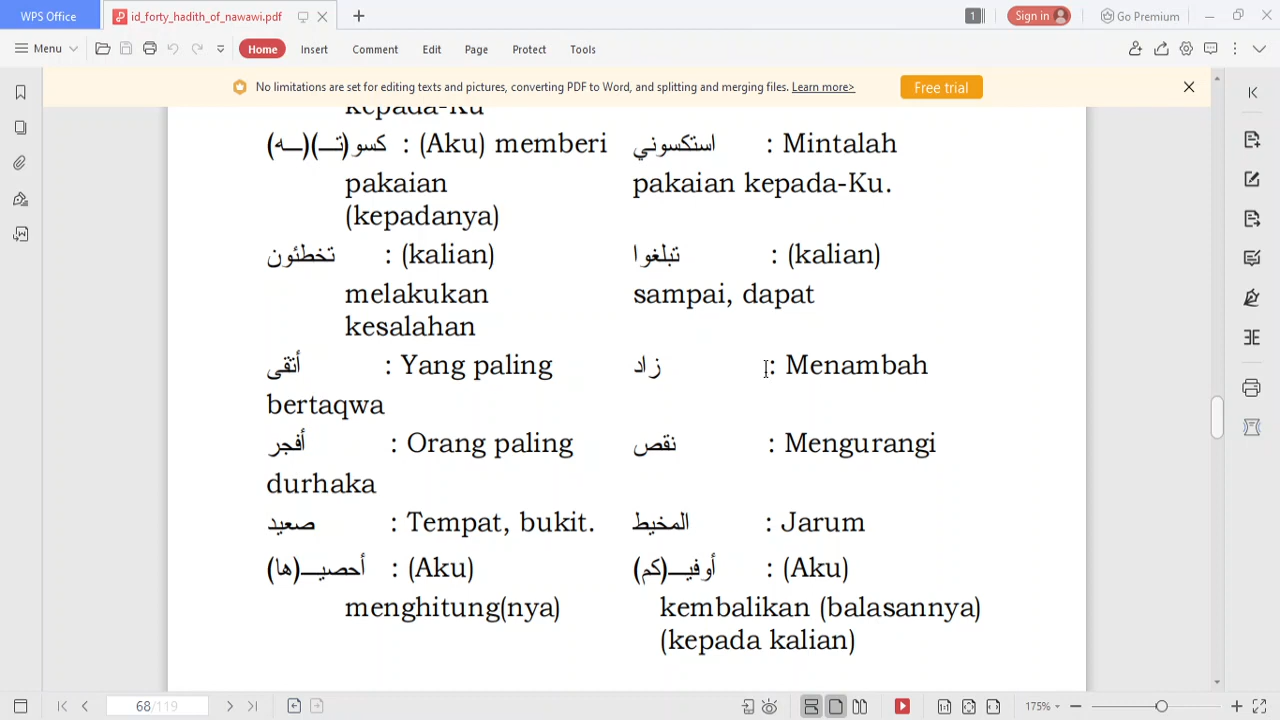 WPS Office
id_forty_hadith_of_nawawi.pdf
1
Sign in
Go Premium
Menu
Home
Insert
Comment
Edit
Page
Protect
Tools
No limitations are set for editing texts and pictures, converting PDF to Word, and splitting and merging files. Learn more>
Free trial
kepada-Ku
كسو(تـ)(ـه) : (Aku) memberi
pakaian
(kepadanya)
استكسوني : Mintalah
pakaian kepada-Ku.
تخطئون : (kalian)
melakukan
kesalahan
تبلغوا : (kalian)
sampai, dapat
أتقى : Yang paling
bertaqwa
زاد : Menambah
أفجر : Orang paling
durhaka
نقص : Mengurangi
صعيد : Tempat, bukit.
المخيط : Jarum
أحصيـ(ها) : (Aku)
menghitung(nya)
أوفيـ(كم) : (Aku)
kembalikan (balasannya)
(kepada kalian)
68/119
175%